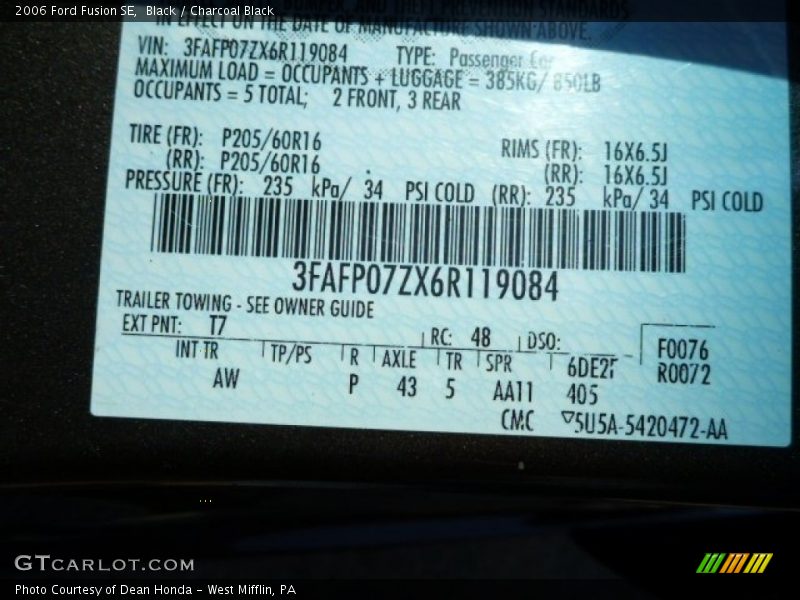 2006 Ford Fusion SE, Black / Charcoal Black
IN EFFECT ON THE DATE OF MANUFACTURE SHOWN ABOVE.
VIN: 3FAFP07ZX6R119084 TYPE: Passenger Car
MAXIMUM LOAD = OCCUPANTS + LUGGAGE = 385KG/ 850LB
OCCUPANTS = 5 TOTAL; 2 FRONT, 3 REAR
TIRE (FR): P205/60R16 RIMS (FR): 16X6.5J
(RR): P205/60R16 (RR): 16X6.5J
PRESSURE (FR): 235 kPa/ 34 PSI COLD (RR): 235 kPa/ 34 PSI COLD
3FAFP07ZX6R119084
TRAILER TOWING - SEE OWNER GUIDE
EXT PNT: T7 RC: 48 DSO: F0076
INT TR TP/PS R AXLE TR SPR R0072
AW P 43 5 AA11 405
CMC ▽5U5A-5420472-AA
...
GTCARLOT.COM
Photo Courtesy of Dean Honda - West Mifflin, PA